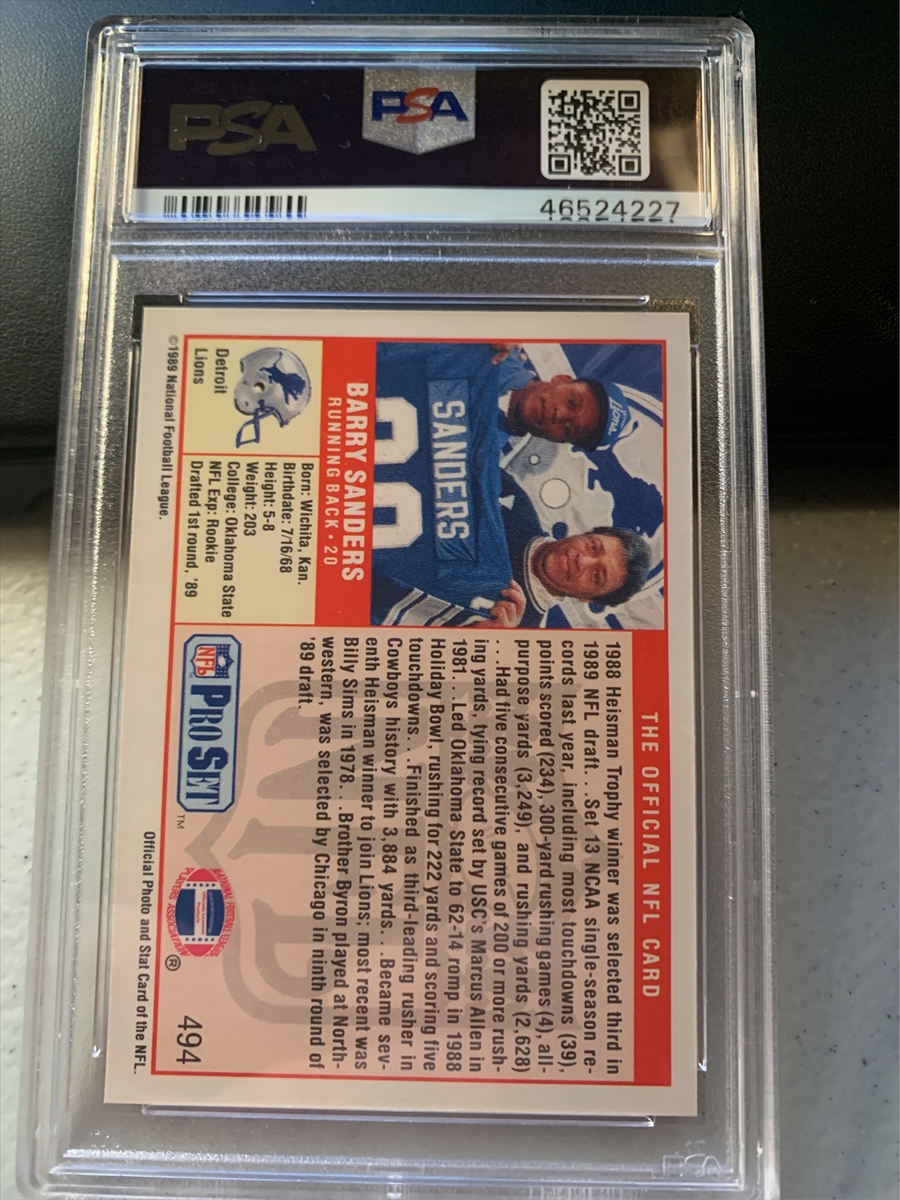 PSA
PSA
46524227
THE OFFICIAL NFL CARD
Lions
SANDERS
BARRY SANDERS
RUNNING BACK • 20
Detroit
Lions
Born: Wichita, Kan.
Birthdate: 7/16/68
Height: 5-8
Weight: 203
College: Oklahoma State
NFL Exp: Rookie
Drafted 1st round, '89
1988 Heisman Trophy winner was selected third in
1989 NFL draft. . .Set 13 NCAA single-season re-
cords last year, including most touchdowns (39),
points scored (234), 300-yard rushing games (4), all-
purpose yards (3,249), and rushing yards (2,628)
. . .Had five consecutive games of 200 or more rush-
ing yards, tying record set by USC's Marcus Allen in
1981. . .Led Oklahoma State to 62-14 romp in 1988
Holiday Bowl, rushing for 222 yards and scoring five
touchdowns. . .Finished as third-leading rusher in
Cowboys history with 3,884 yards. . .Became sev-
enth Heisman winner to join Lions; most recent was
Billy Sims in 1978. . .Brother Byron played at North-
western, was selected by Chicago in ninth round of
'89 draft.
NFL PRO SET ™
NATIONAL FOOTBALL LEAGUE
PLAYERS ASSOCIATION
®
494
©1989 National Football League.
Official Photo and Stat Card of the NFL.